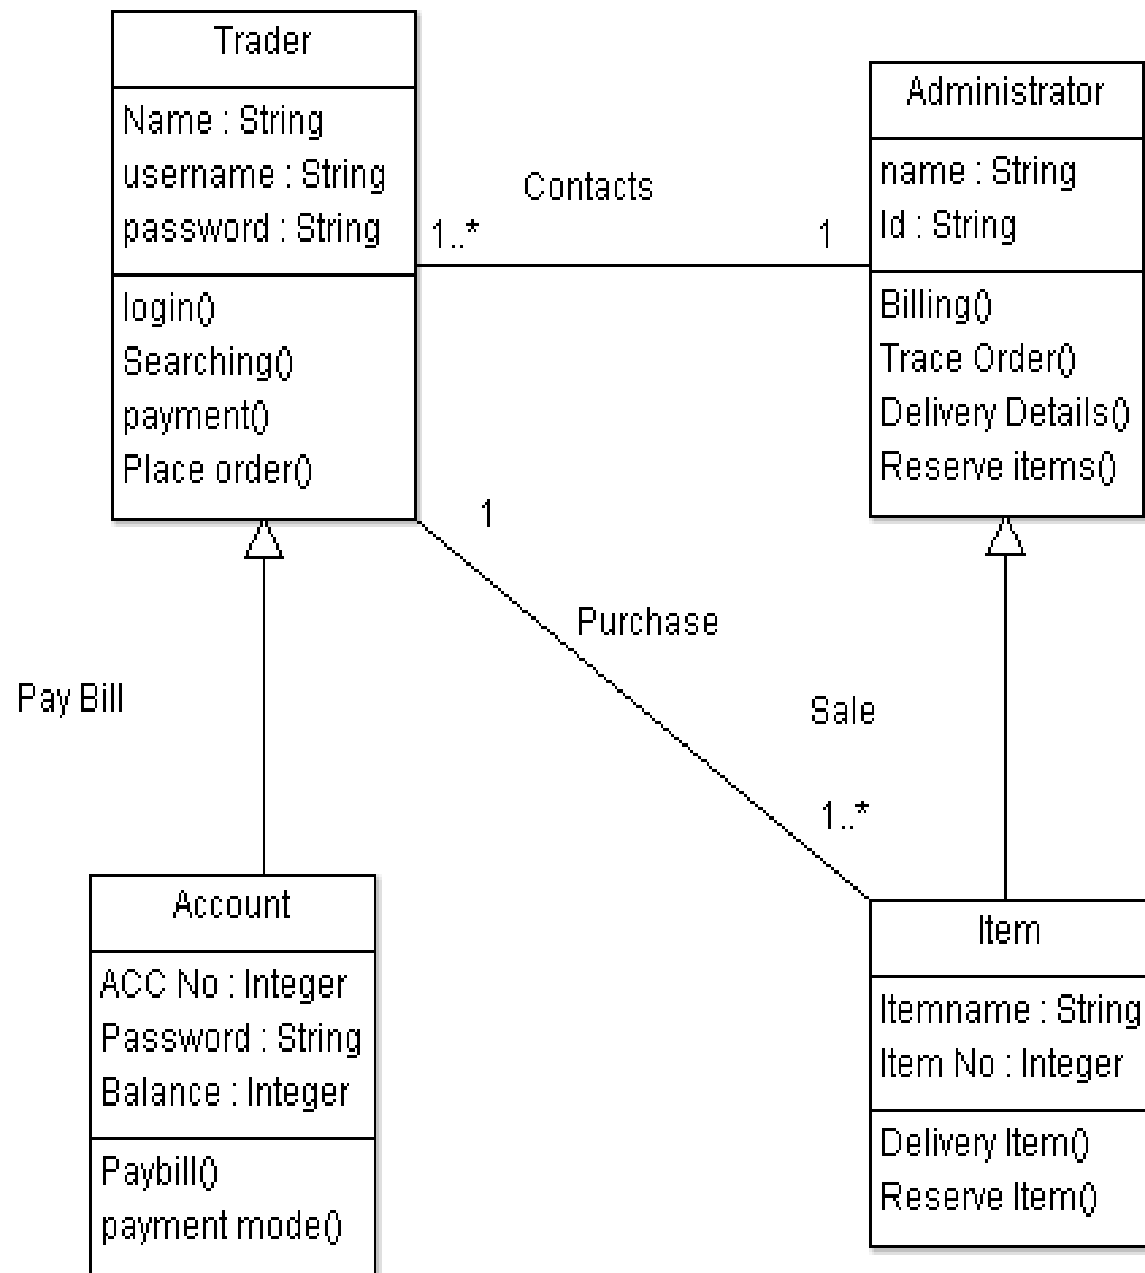 Trader
Name : String
username : String
password : String
login()
Searching()
payment()
Place order()
Contacts
1..*
1
Administrator
name : String
Id : String
Billing()
Trace Order()
Delivery Details()
Reserve items()
1
Purchase
Pay Bill
Sale
1..*
Account
ACC No : Integer
Password : String
Balance : Integer
Paybill()
payment mode()
Item
Itemname : String
Item No : Integer
Delivery Item()
Reserve Item()